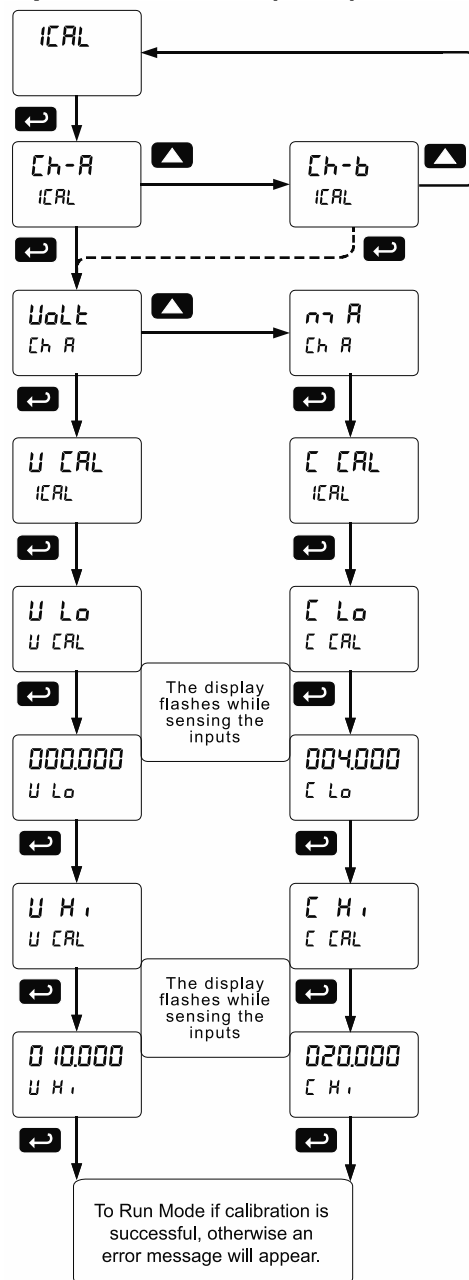 ICAL
Ch-A
ICAL
Ch-b
ICAL
VoLt
Ch A
mA
Ch A
V CAL
ICAL
C CAL
ICAL
V Lo
V CAL
C Lo
C CAL
The display
flashes while
sensing the
inputs
000.000
V Lo
004.000
C Lo
V Hi
V CAL
C Hi
C CAL
The display
flashes while
sensing the
inputs
010.000
V Hi
020.000
C Hi
To Run Mode if calibration is
successful, otherwise an
error message will appear.